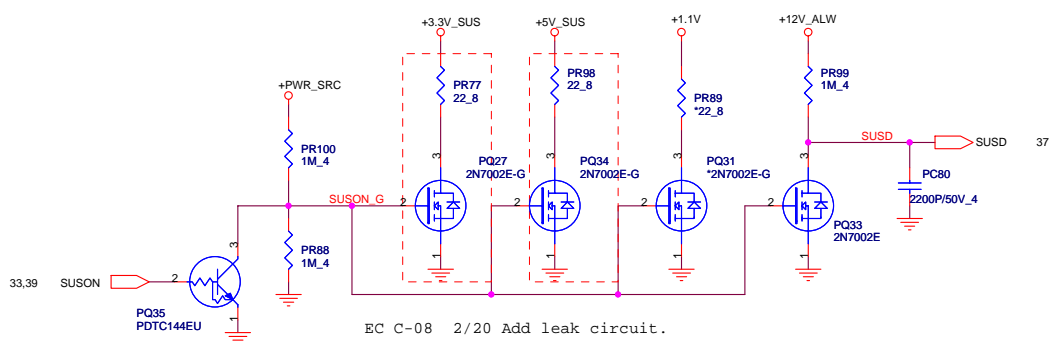 +3.3V_SUS
+5V_SUS
+1.1V
+12V_ALW
PR77
22_8
PR98
22_8
PR89
*22_8
PR99
1M_4
+PWR_SRC
PR100
1M_4
SUSD
SUSD
37
3
3
3
3
PQ27
2N7002E-G
PQ34
2N7002E-G
PQ31
*2N7002E-G
PC80
2200P/50V_4
SUSON_G
2
2
2
2
PQ33
2N7002E
PR88
1M_4
3
1
1
1
1
33,39
SUSON
2
PQ35
PDTC144EU
1
EC C-08 2/20 Add leak circuit.